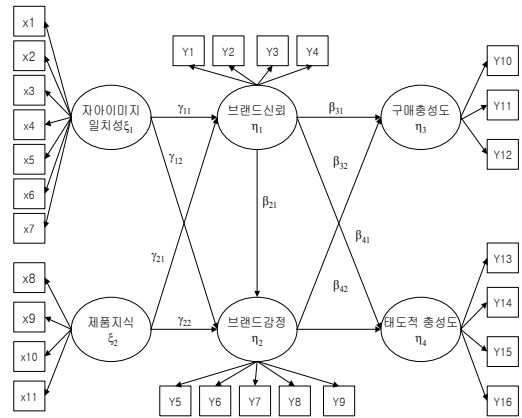 x1
x2
x3
x4
x5
x6
x7
x8
x9
x10
x11
자아이미지
일치성ξ₁
제품지식
ξ₂
Y1
Y2
Y3
Y4
브랜드신뢰
η₁
브랜드감정
η₂
Y5
Y6
Y7
Y8
Y9
γ₁₁
γ₁₂
γ₂₁
γ₂₂
β₂₁
β₃₁
β₃₂
β₄₁
β₄₂
구매충성도
η₃
태도적 충성도
η₄
Y10
Y11
Y12
Y13
Y14
Y15
Y16